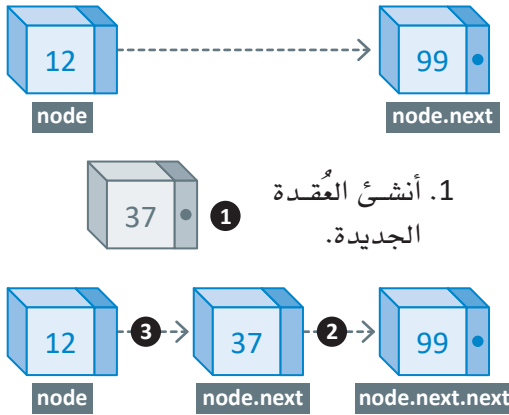 12
99
node
node.next
1. أنشئ العُقدة
الجديدة.
1
37
12
3
37
2
99
node
node.next
node.next.next